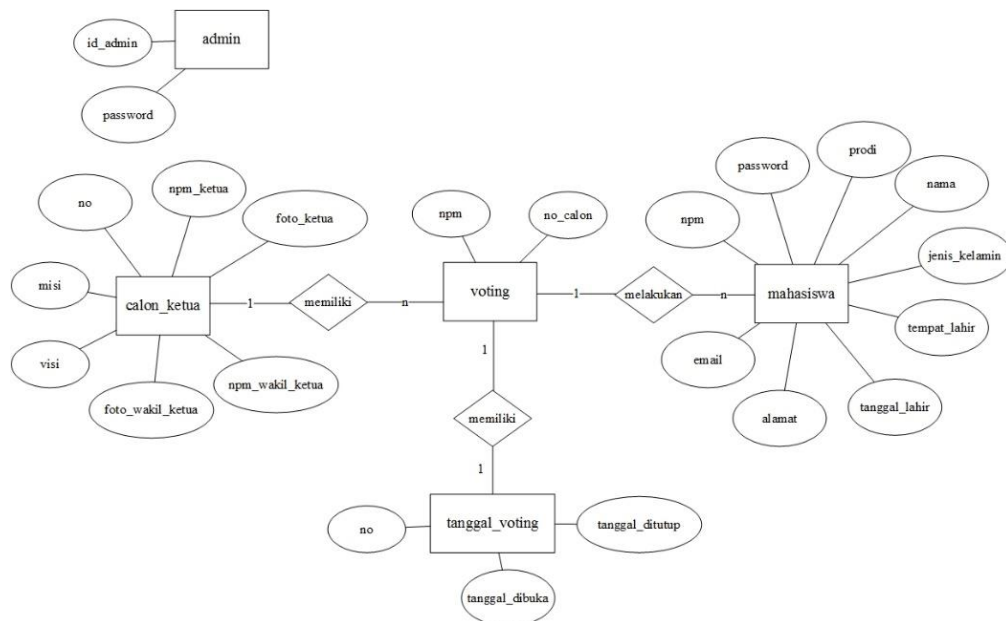 id_admin
admin
password
no
npm_ketua
foto_ketua
misi
calon_ketua
visi
foto_wakil_ketua
npm_wakil_ketua
1
memiliki
n
npm
no_calon
voting
1
melakukan
n
npm
password
prodi
nama
jenis_kelamin
mahasiswa
tempat_lahir
email
alamat
tanggal_lahir
1
memiliki
1
no
tanggal_voting
tanggal_ditutup
tanggal_dibuka